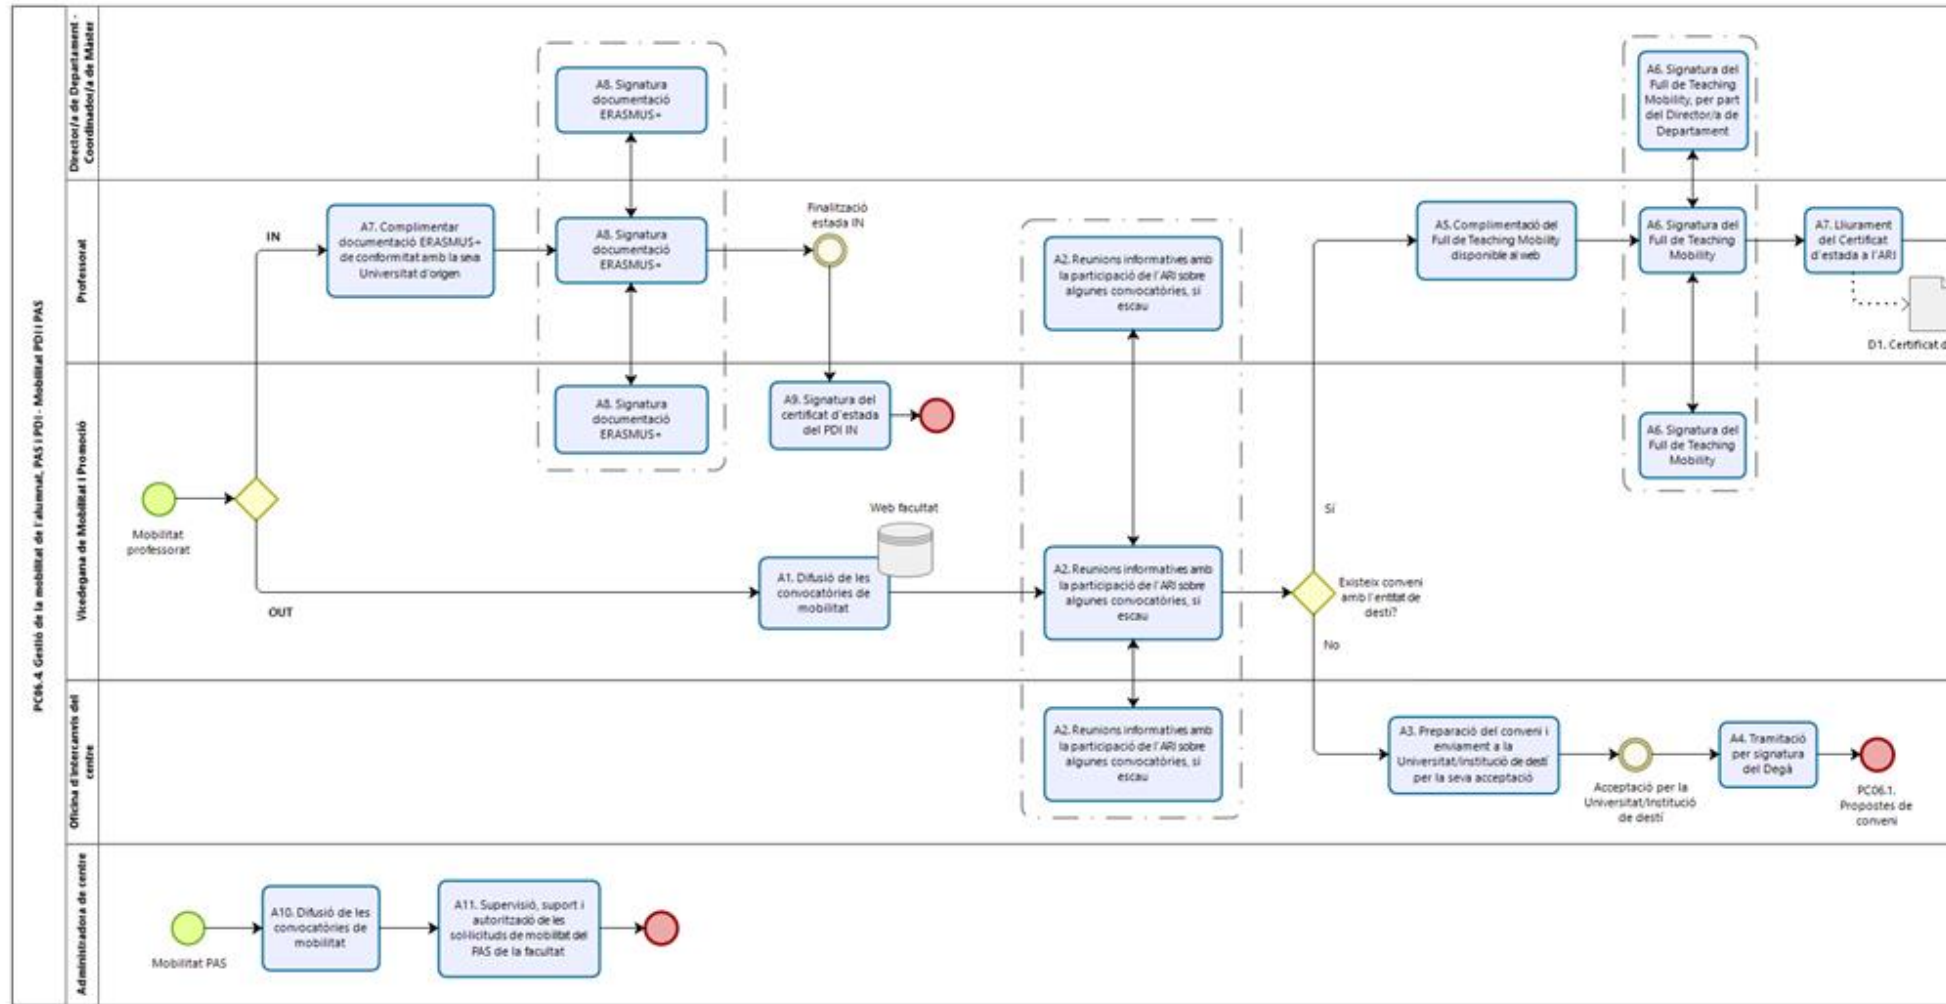 PC06.4. Gestió de la mobilitat de l'alumnat, PAS i PDI - Mobilitat PDI i PAS
Director/a de Departament -
Coordinador/a de Màster
A8. Signatura
documentació
ERASMUS+
A6. Signatura del
Full de Teaching
Mobility, per part
del Director/a de
Departament
Professorat
IN
A7. Complimentar
documentació ERASMUS+
de conformitat amb la seva
Universitat d'origen
A8. Signatura
documentació
ERASMUS+
Finalització
estada IN
A2. Reunions informatives amb
la participació de l'ARI sobre
algunes convocatòries, si
escau
A5. Complimentació del
Full de Teaching Mobility
disponible al web
A6. Signatura del
Full de Teaching
Mobility
A7. Lliurament
del Certificat
d'estada a l'ARI
D1. Certificat d
Vicedegana de Mobilitat i Promoció
Mobilitat
professorat
OUT
A8. Signatura
documentació
ERASMUS+
A9. Signatura del
certificat d'estada
del PDI IN
Web facultat
A1. Difusió de les
convocatòries de
mobilitat
A2. Reunions informatives amb
la participació de l'ARI sobre
algunes convocatòries, si
escau
Sí
Existeix conveni
amb l'entitat de
destí?
No
A6. Signatura del
Full de Teaching
Mobility
Oficina d'Intercanvis del
centre
A2. Reunions informatives amb
la participació de l'ARI sobre
algunes convocatòries, si
escau
A3. Preparació del conveni i
enviament a la
Universitat/Institució de destí
per la seva acceptació
Acceptació per la
Universitat/Institució
de destí
A4. Tramitació
per signatura
del Degà
PC06.1.
Propostes de
conveni
Administradora de centre
Mobilitat PAS
A10. Difusió de les
convocatòries de
mobilitat
A11. Supervisió, suport i
autorització de les
sol·licituds de mobilitat del
PAS de la facultat